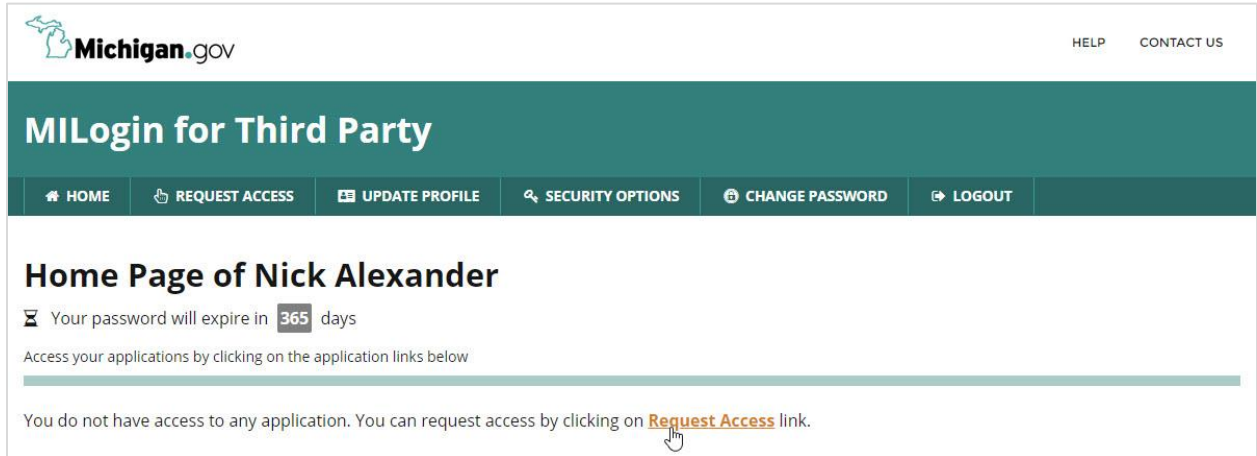 Michigan.gov
HELP CONTACT US
MILogin for Third Party
HOME REQUEST ACCESS UPDATE PROFILE SECURITY OPTIONS CHANGE PASSWORD LOGOUT
Home Page of Nick Alexander
Your password will expire in 365 days
Access your applications by clicking on the application links below
You do not have access to any application. You can request access by clicking on Request Access link.